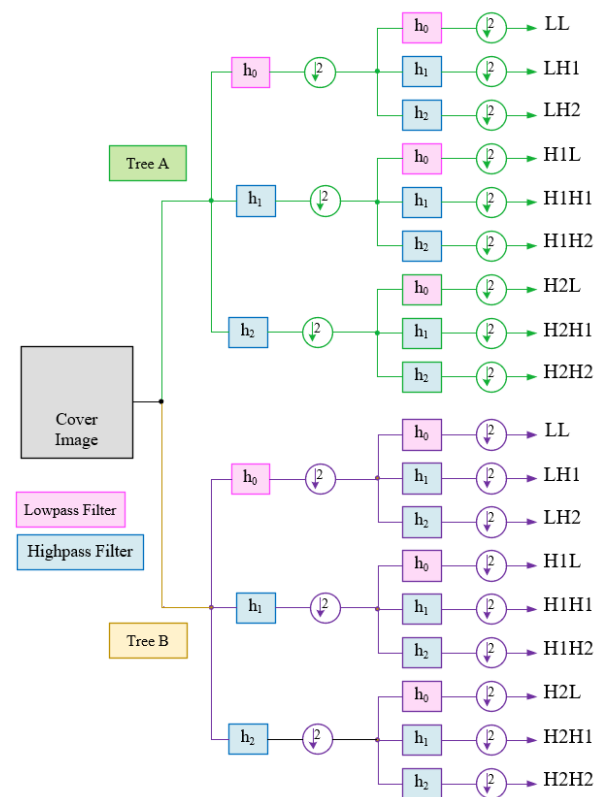 h₀ ↓2 h₀ ↓2 LL
h₁ ↓2 LH1
h₂ ↓2 LH2
Tree A
h₁ ↓2 h₀ ↓2 H1L
h₁ ↓2 H1H1
h₂ ↓2 H1H2
h₂ ↓2 h₀ ↓2 H2L
h₁ ↓2 H2H1
h₂ ↓2 H2H2
Cover
Image
h₀ ↓2 h₀ ↓2 LL
h₁ ↓2 LH1
h₂ ↓2 LH2
Lowpass Filter
Highpass Filter
h₁ ↓2 h₀ ↓2 H1L
h₁ ↓2 H1H1
h₂ ↓2 H1H2
Tree B
h₂ ↓2 h₀ ↓2 H2L
h₁ ↓2 H2H1
h₂ ↓2 H2H2